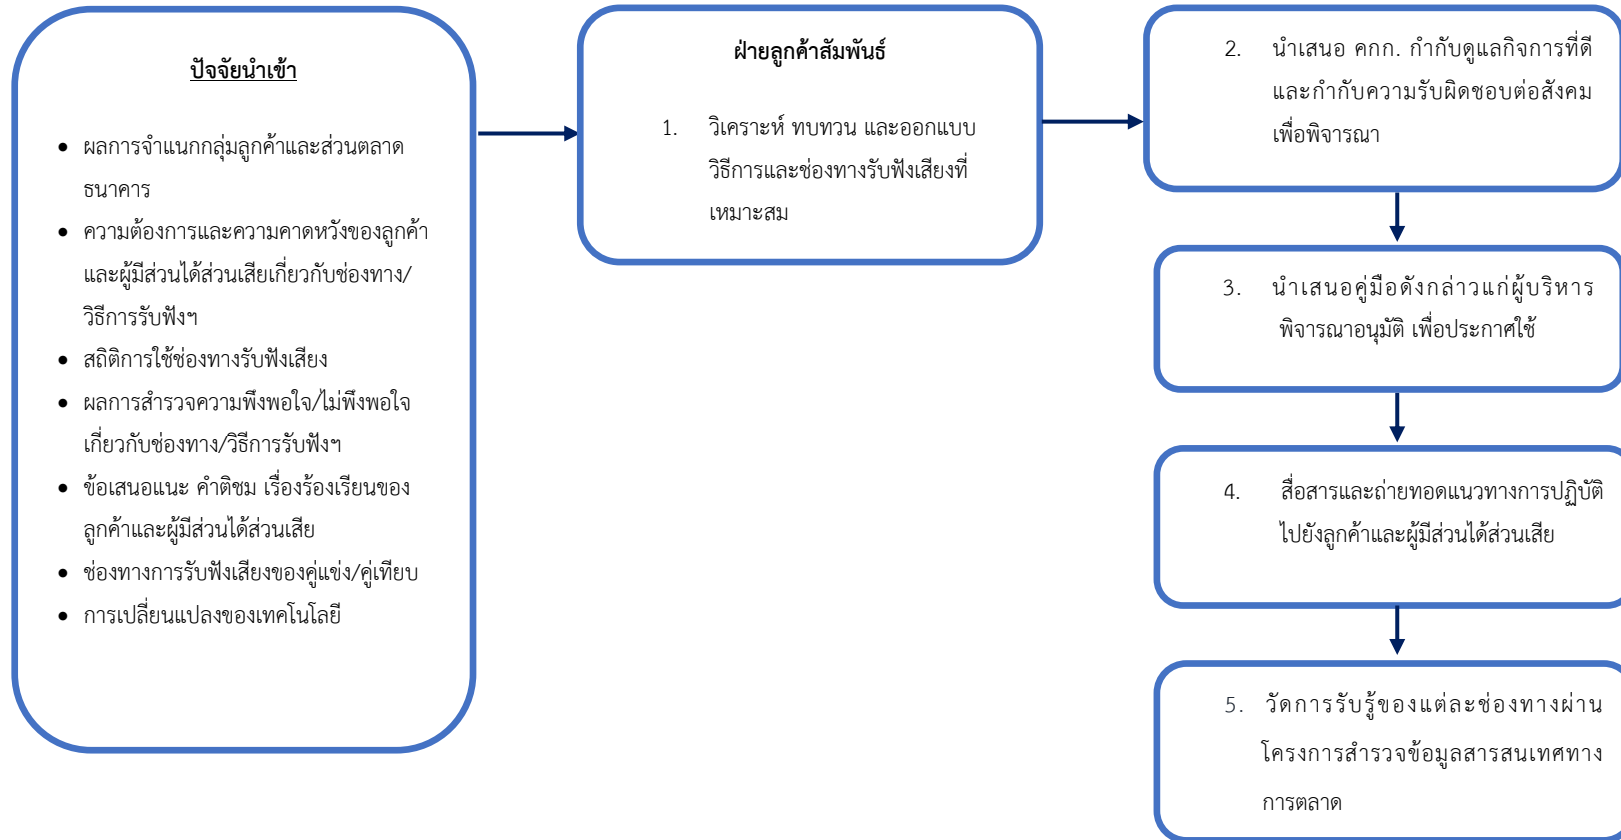 ปัจจัยนำเข้า
• ผลการจำแนกกลุ่มลูกค้าและส่วนตลาด
ธนาคาร
• ความต้องการและความคาดหวังของลูกค้า
และผู้มีส่วนได้ส่วนเสียเกี่ยวกับช่องทาง/
วิธีการรับฟังฯ
• สถิติการใช้ช่องทางรับฟังเสียง
• ผลการสำรวจความพึงพอใจ/ไม่พึงพอใจ
เกี่ยวกับช่องทาง/วิธีการรับฟังฯ
• ข้อเสนอแนะ คำติชม เรื่องร้องเรียนของ
ลูกค้าและผู้มีส่วนได้ส่วนเสีย
• ช่องทางการรับฟังเสียงของคู่แข่ง/คู่เทียบ
• การเปลี่ยนแปลงของเทคโนโลยี
ฝ่ายลูกค้าสัมพันธ์
1. วิเคราะห์ ทบทวน และออกแบบ
วิธีการและช่องทางรับฟังเสียงที่
เหมาะสม
2. นำเสนอ คกก. กำกับดูแลกิจการที่ดี
และกำกับความรับผิดชอบต่อสังคม
เพื่อพิจารณา
3. นำเสนอคู่มือดังกล่าวแก่ผู้บริหาร
พิจารณาอนุมัติ เพื่อประกาศใช้
4. สื่อสารและถ่ายทอดแนวทางการปฏิบัติ
ไปยังลูกค้าและผู้มีส่วนได้ส่วนเสีย
5. วัดการรับรู้ของแต่ละช่องทางผ่าน
โครงการสำรวจข้อมูลสารสนเทศทาง
การตลาด